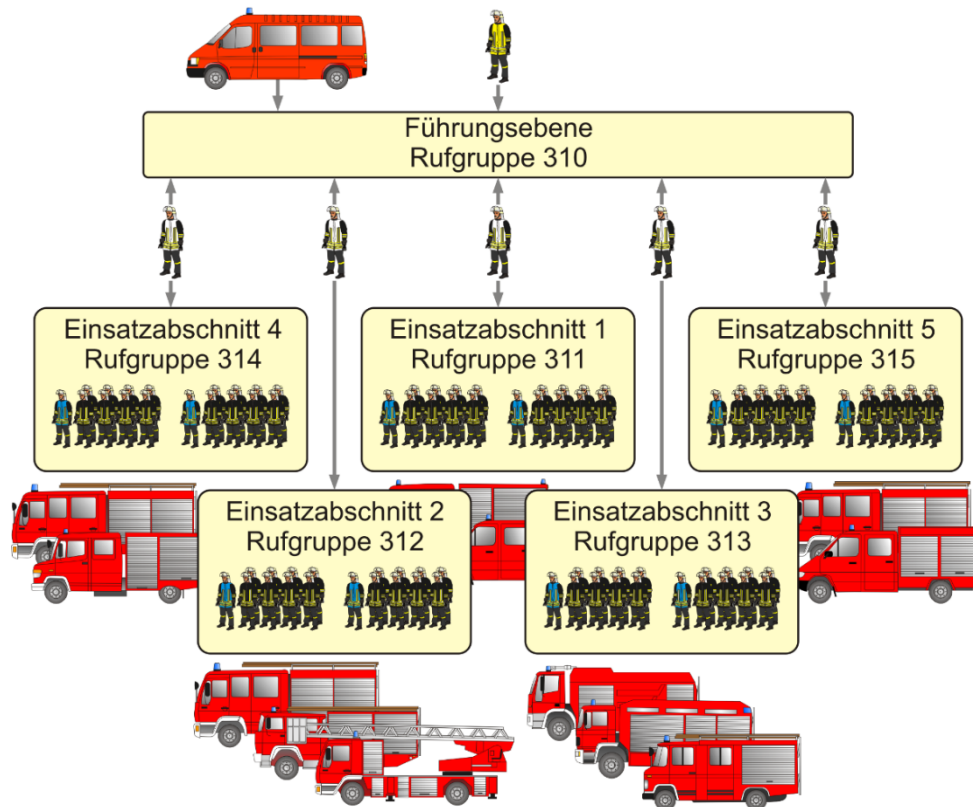 Führungsebene
Rufgruppe 310
Einsatzabschnitt 4
Rufgruppe 314
Einsatzabschnitt 1
Rufgruppe 311
Einsatzabschnitt 5
Rufgruppe 315
Einsatzabschnitt 2
Rufgruppe 312
Einsatzabschnitt 3
Rufgruppe 313